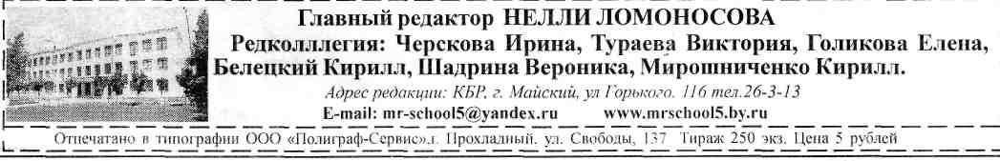 Главный редактор НЕЛЛИ ЛОМОНОСОВА
Редколллегия: Черскова Ирина, Тураева Виктория, Голикова Елена,
Белецкий Кирилл, Шадрина Вероника, Мирошниченко Кирилл.
Адрес редакции: КБР, г. Майский, ул Горького. 116 тел.26-3-13
E-mail: mr-school5@yandex.ru www.mrschool5.by.ru
Отпечатано в типографии ООО «Полиграф-Сервис».г. Прохладный. ул. Свободы, 137 Тираж 250 экз. Цена 5 рублей